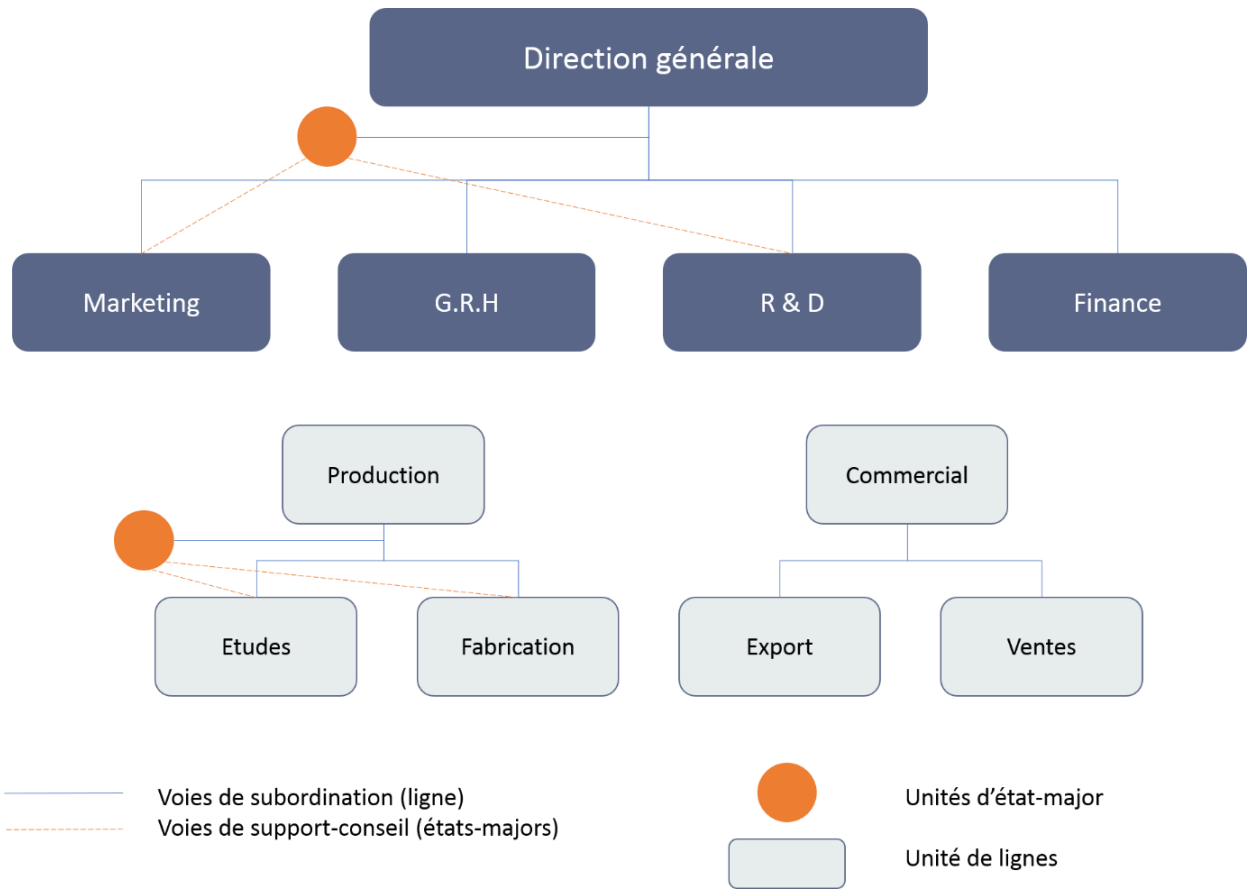 Direction générale
Marketing
G.R.H
R & D
Finance
Production
Commercial
Etudes
Fabrication
Export
Ventes
Voies de subordination (ligne)
Voies de support-conseil (états-majors)
Unités d’état-major
Unité de lignes